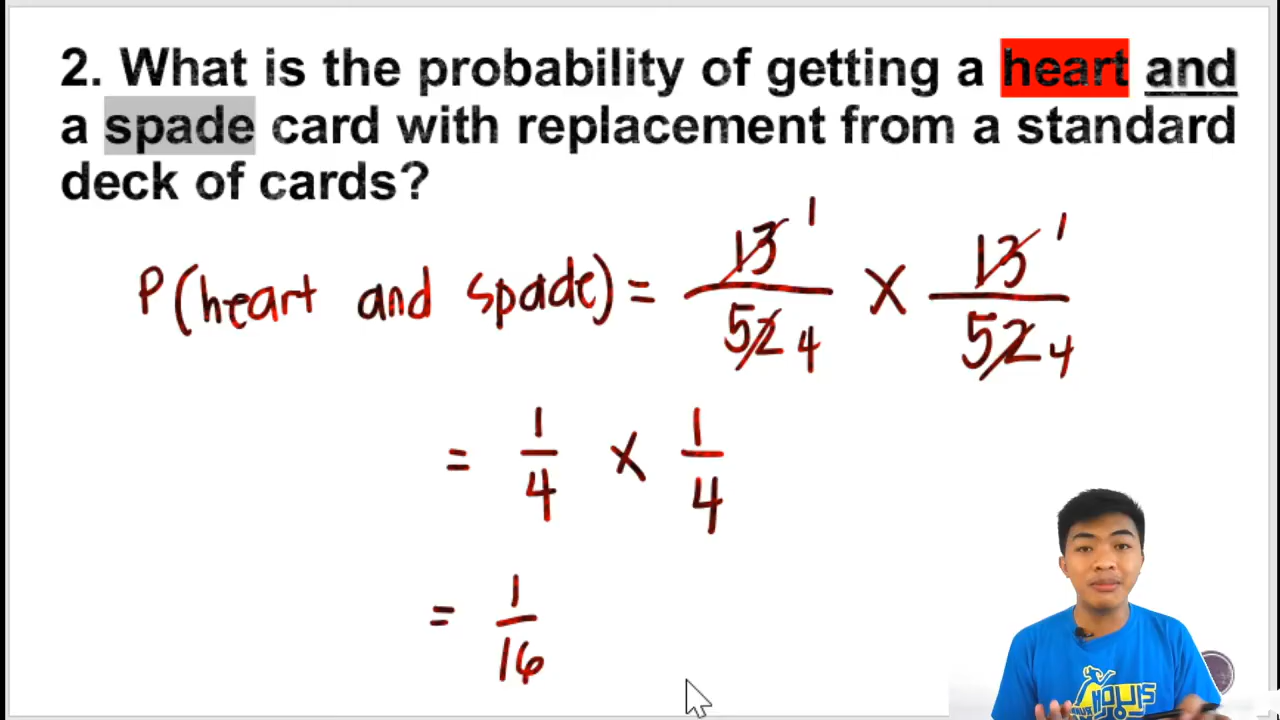 2. What is the probability of getting a heart and
a spade card with replacement from a standard
deck of cards?
P(heart and spade) = 13/52 1/4 X 13/52 1/4
= 1/4 x 1/4
= 1/16
HOLIS